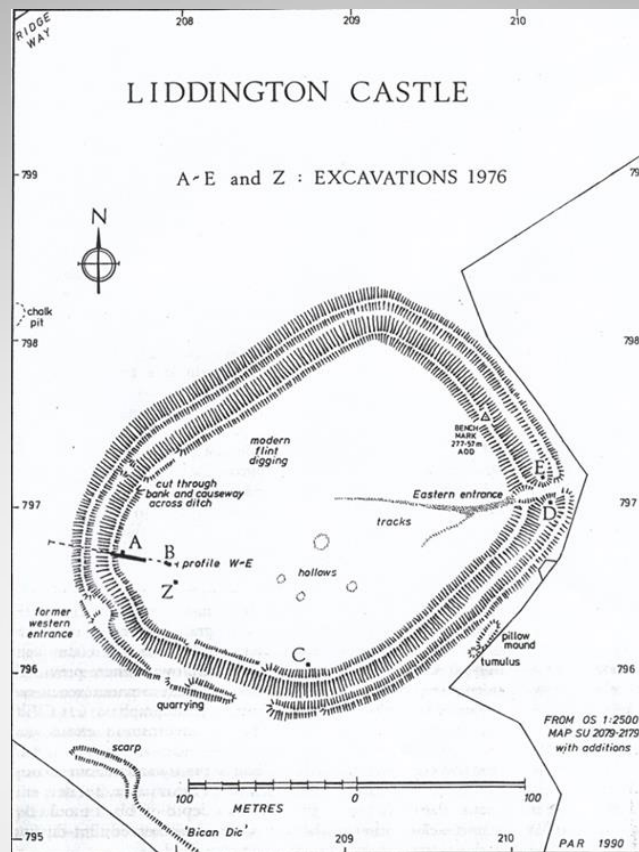 208
209
210
RIDGE
WAY
LIDDINGTON CASTLE
A-E and Z : EXCAVATIONS 1976
799
79
N
chalk
pit
798
798
BENCH
MARK
277·57m
AOD
modern
flint
digging
E
cut through
bank and causeway
across ditch
Eastern entrance
797
797
D
tracks
A
B
profile W-E
Z
hollows
former
western
entrance
pillow
mound
C
tumulus
796
796
quarrying
FROM OS 1:2500
MAP SU 2079-2179
with additions
scarp
100
METRES
0
100
'Bican Dic'
795
209
210
PAR 1990